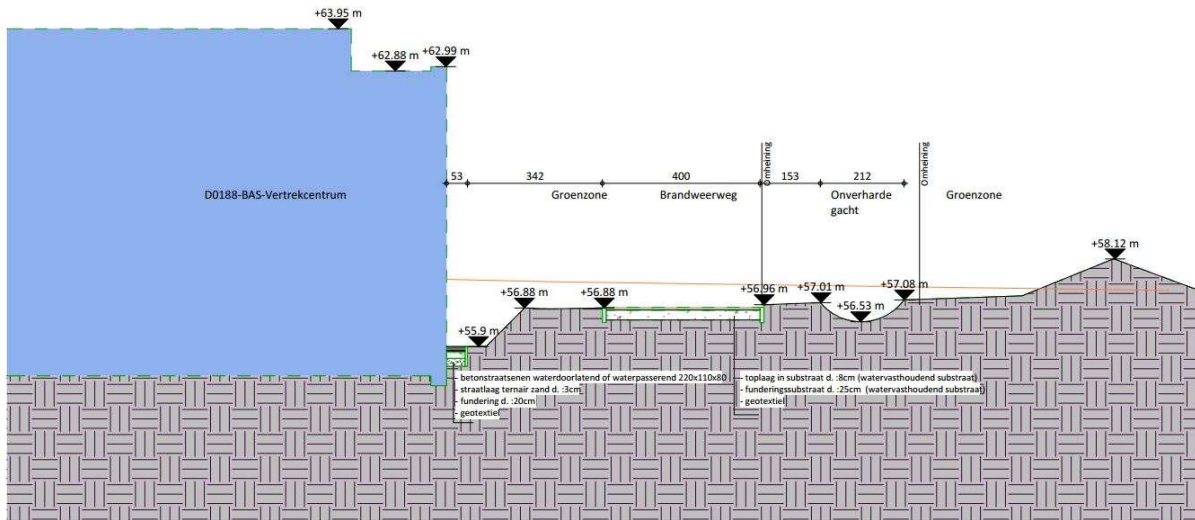 +63.95 m
+62.88 m
+62.99 m
Omheining
Omheining
53
342
400
153
212
D0188-BAS-Vertrekcentrum
Groenzone
Brandweerweg
Onverharde
gacht
Groenzone
+58.12 m
+56.88 m
+56.88 m
+56.96 m
+57.01 m
+57.08 m
+56.53 m
+55.9 m
- betonstraatsenen waterdoorlatend of waterpasserend 220x110x80
- straatlaag ternair zand d. :3cm
- fundering d. :20cm
- geotextiel
- toplaag in substraat d. :8cm (watervasthoudend substraat)
- funderingssubstraat d. :25cm (watervasthoudend substraat)
- geotextiel